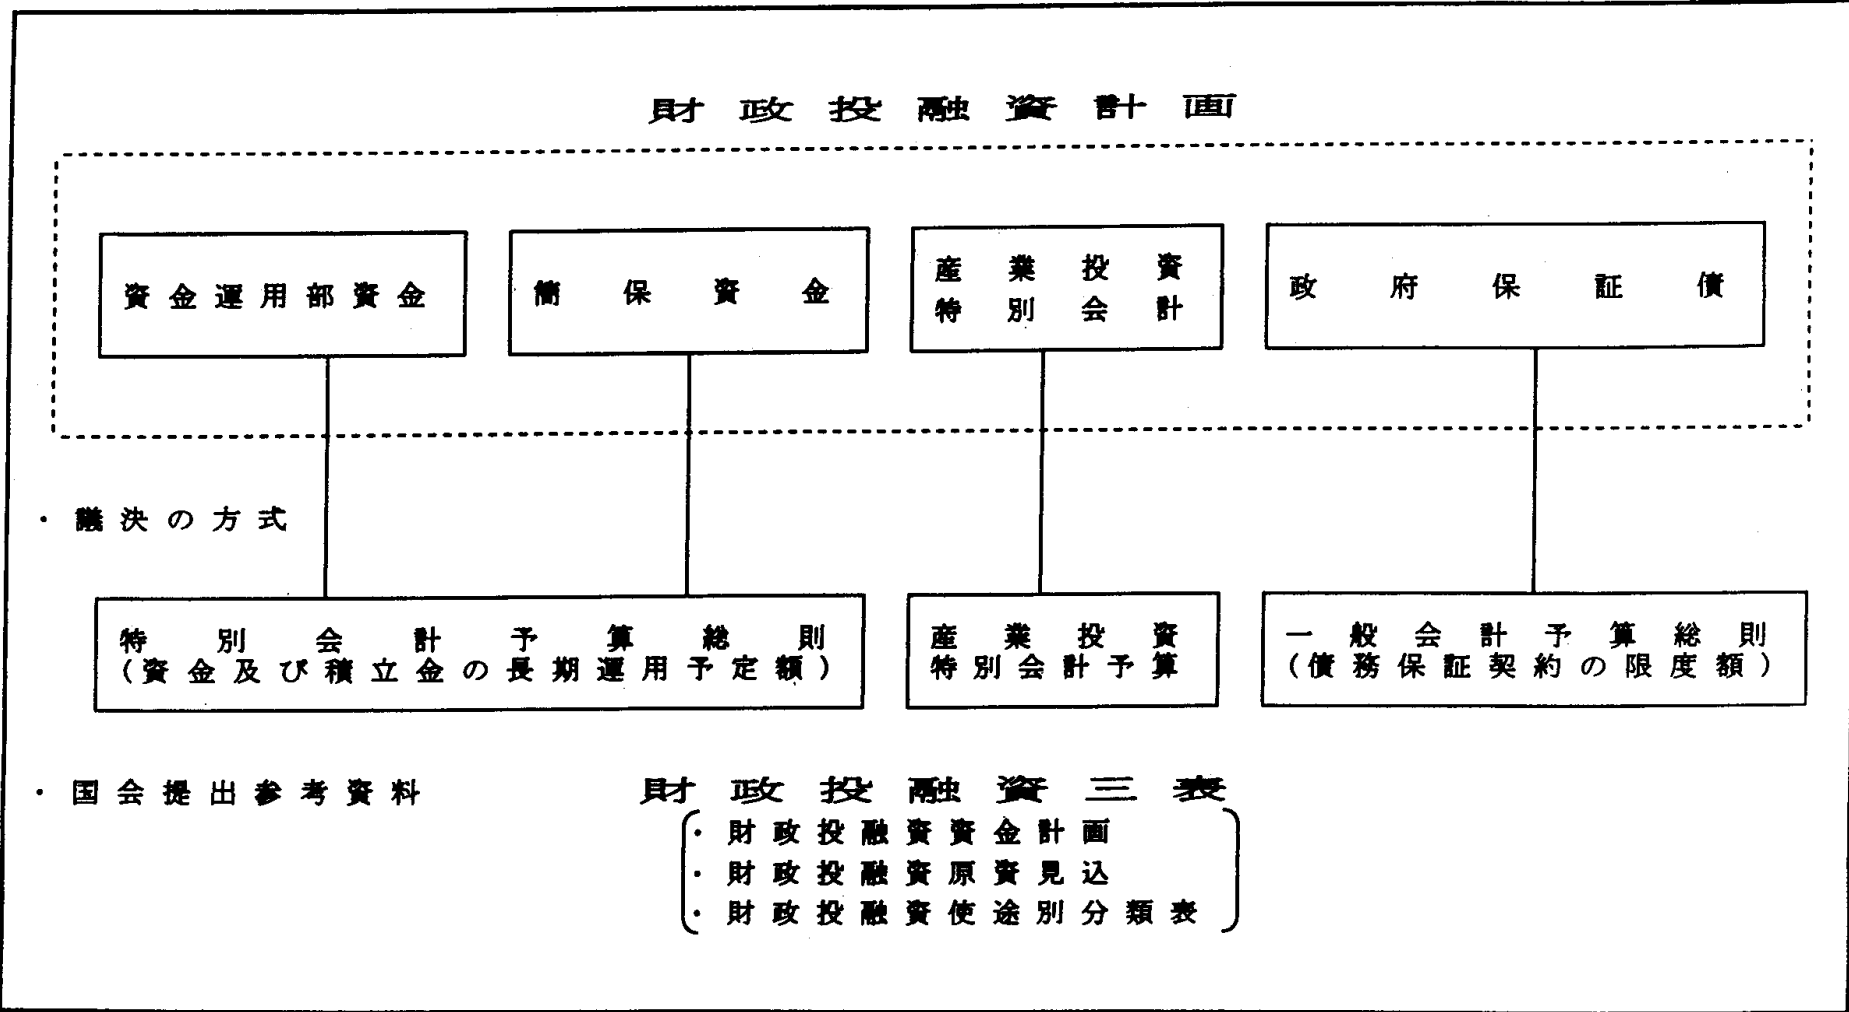 財政投融資計画
資金運用部資金
簡保資金
産業投資
特別会計
政府保証債
・議決の方式
特別会計予算総則
（資金及び積立金の長期運用予定額）
産業投資
特別会計予算
一般会計予算総則
（債務保証契約の限度額）
・国会提出参考資料
財政投融資三表
・財政投融資資金計画
・財政投融資原資見込
・財政投融資使途別分類表